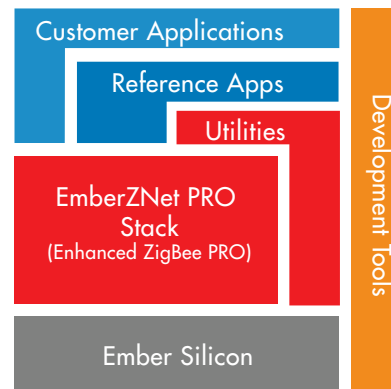 Customer Applications
Reference Apps
Utilities
EmberZNet PRO
Stack
(Enhanced ZigBee PRO)
Ember Silicon
Development Tools